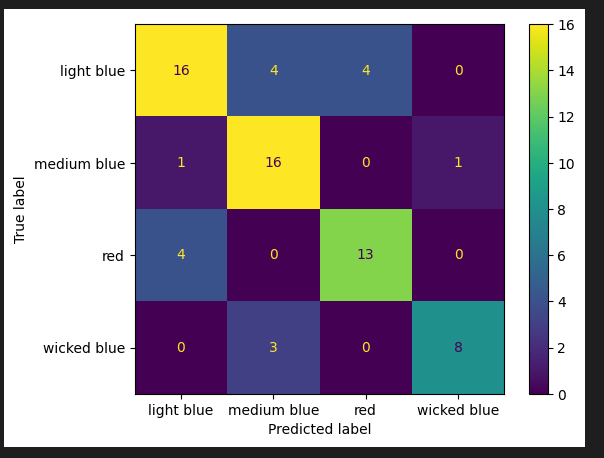 light blue 16 4 4 0
medium blue 1 16 0 1
red 4 0 13 0
wicked blue 0 3 0 8
light blue medium blue red wicked blue
Predicted label
True label
16
14
12
10
8
6
4
2
0